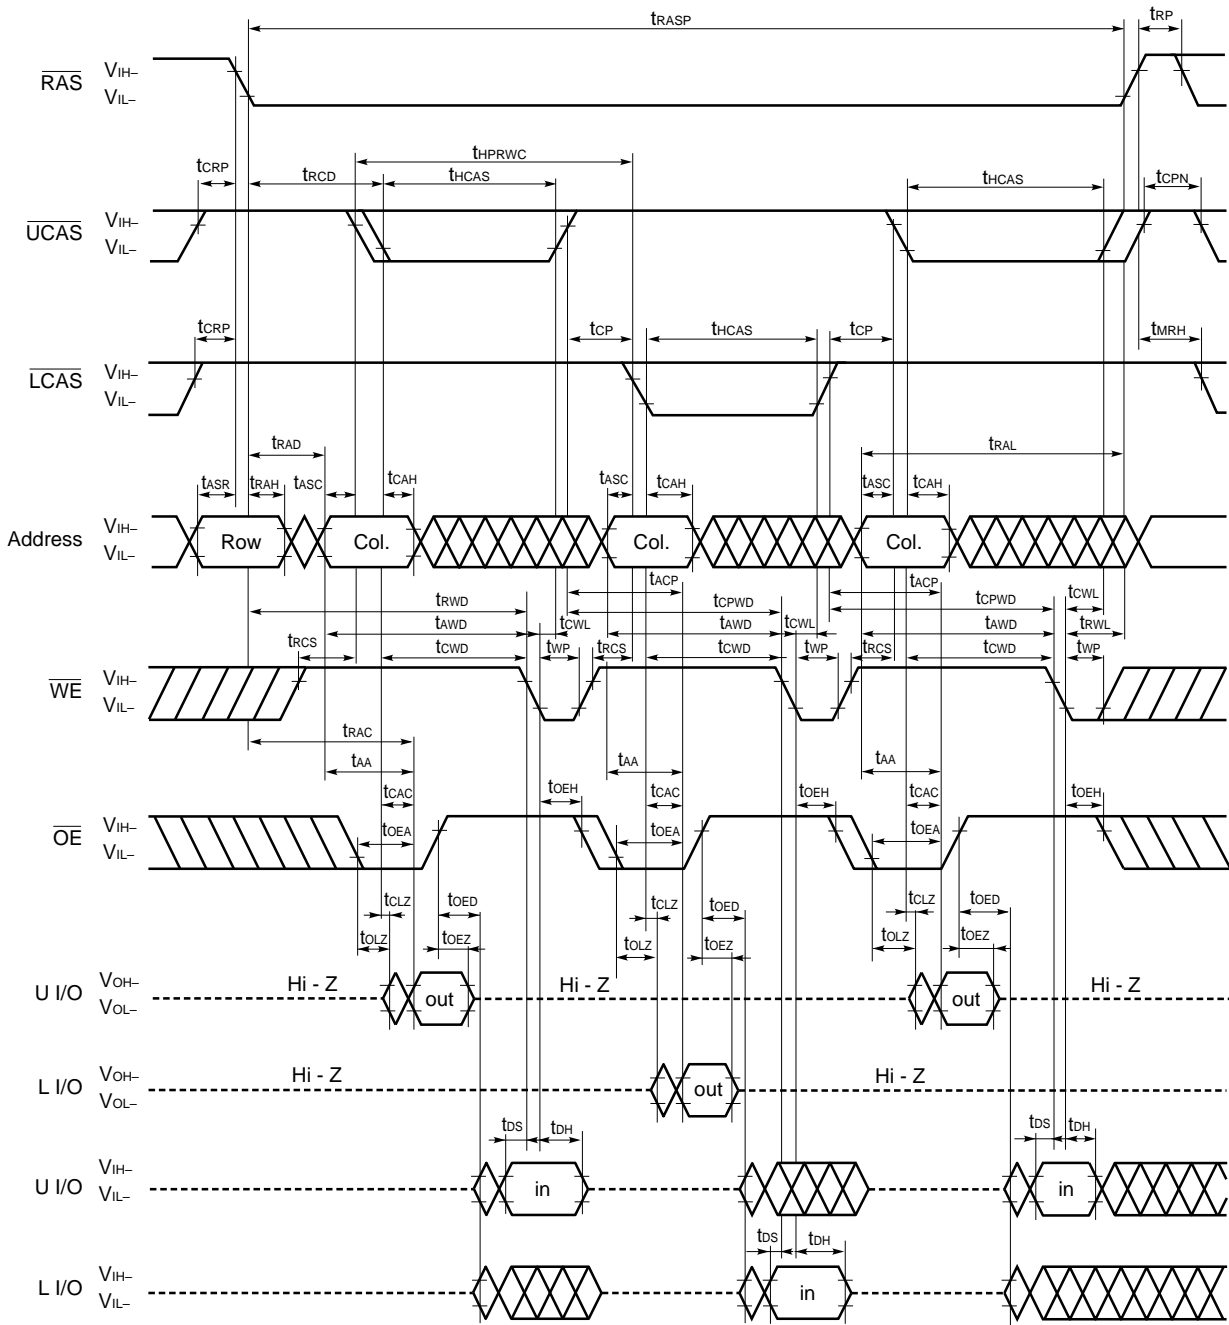 tRASP tRP
RAS VIH–
VIL–
tHPRWC
tCRP tRCD tHCAS tHCAS tCPN
UCAS VIH–
VIL–
tCRP tCP tHCAS tCP tMRH
LCAS VIH–
VIL–
tRAD tRAL
tASR tRAH tASC tCAH tASC tCAH tASC tCAH
Address VIH–
VIL–
Row Col. Col. Col.
tACP tACP
tRWD tCPWD tCPWD tCWL
tAWD tCWL tAWD tCWL tAWD tRWL
tRCS tCWD tWP tRCS tCWD tWP tRCS tCWD tWP
WE VIH–
VIL–
tRAC
tAA tAA tAA
tCAC tOEH tCAC tOEH tCAC tOEH
OE VIH–
VIL–
tOEA tOEA tOEA
tCLZ tOED tCLZ tOED tCLZ tOED
tOLZ tOEZ tOLZ tOEZ tOLZ tOEZ
U I/O VOH–
VOL–
Hi - Z out Hi - Z out Hi - Z
L I/O VOH–
VOL–
Hi - Z out Hi - Z
tDS tDH tDS tDH
U I/O VIH–
VIL–
in in
tDS tDH
L I/O VIH–
VIL–
in